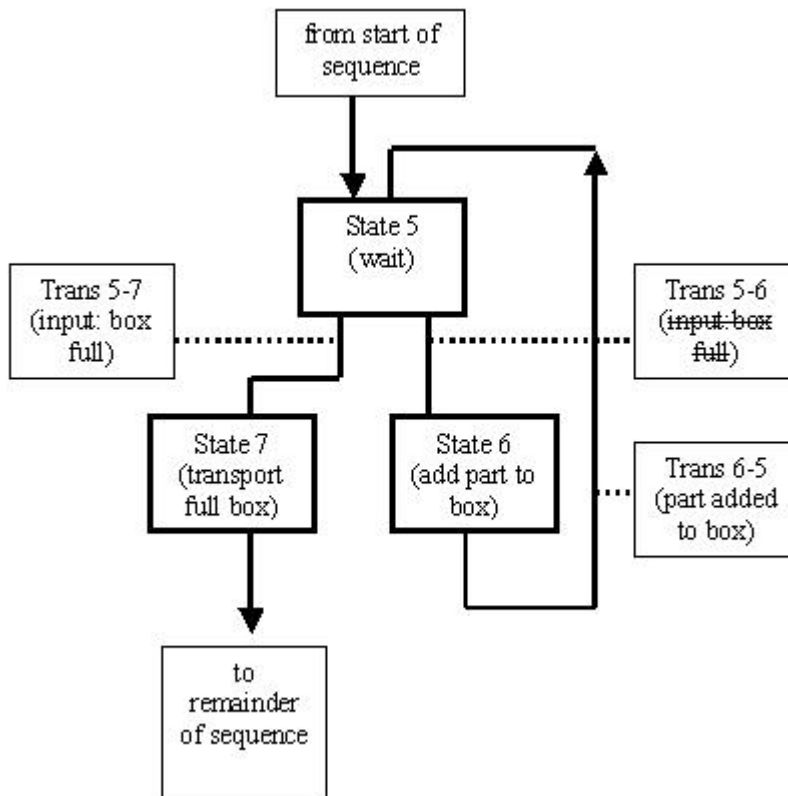 from start of
sequence
State 5
(wait)
Trans 5-7
(input: box
full)
Trans 5-6
(input:box
full)
State 7
(transport
full box)
State 6
(add part to
box)
Trans 6-5
(part added
to box)
to
remainder
of sequence